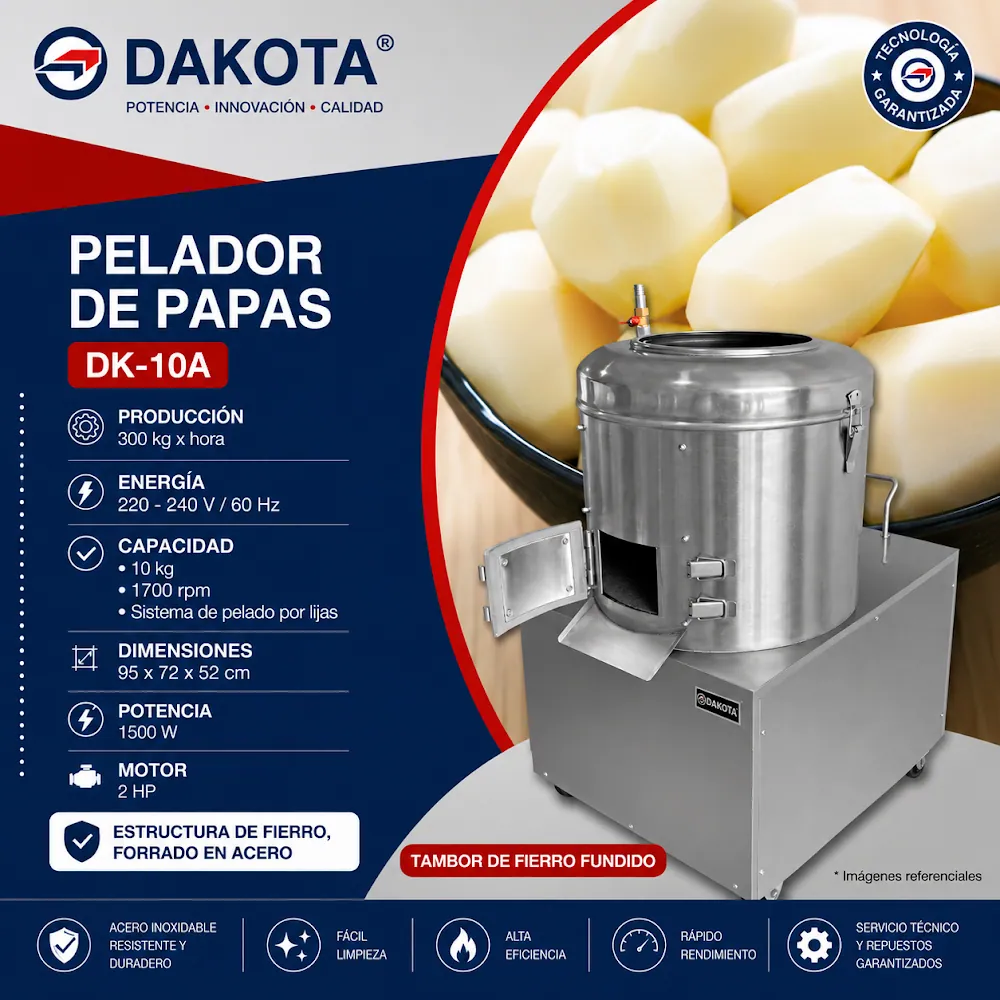 DAKOTA®
POTENCIA • INNOVACIÓN • CALIDAD
TECNOLOGÍA
GARANTIZADA
PELADOR
DE PAPAS
DK-10A
PRODUCCIÓN
300 kg x hora
ENERGÍA
220 - 240 V / 60 Hz
CAPACIDAD
• 10 kg
• 1700 rpm
• Sistema de pelado por lijas
DIMENSIONES
95 x 72 x 52 cm
POTENCIA
1500 W
MOTOR
2 HP
ESTRUCTURA DE FIERRO,
FORRADO EN ACERO
DAKOTA
TAMBOR DE FIERRO FUNDIDO
* Imágenes referenciales
ACERO INOXIDABLE
RESISTENTE Y
DURADERO
FÁCIL
LIMPIEZA
ALTA
EFICIENCIA
RÁPIDO
RENDIMIENTO
SERVICIO TÉCNICO
Y REPUESTOS
GARANTIZADOS